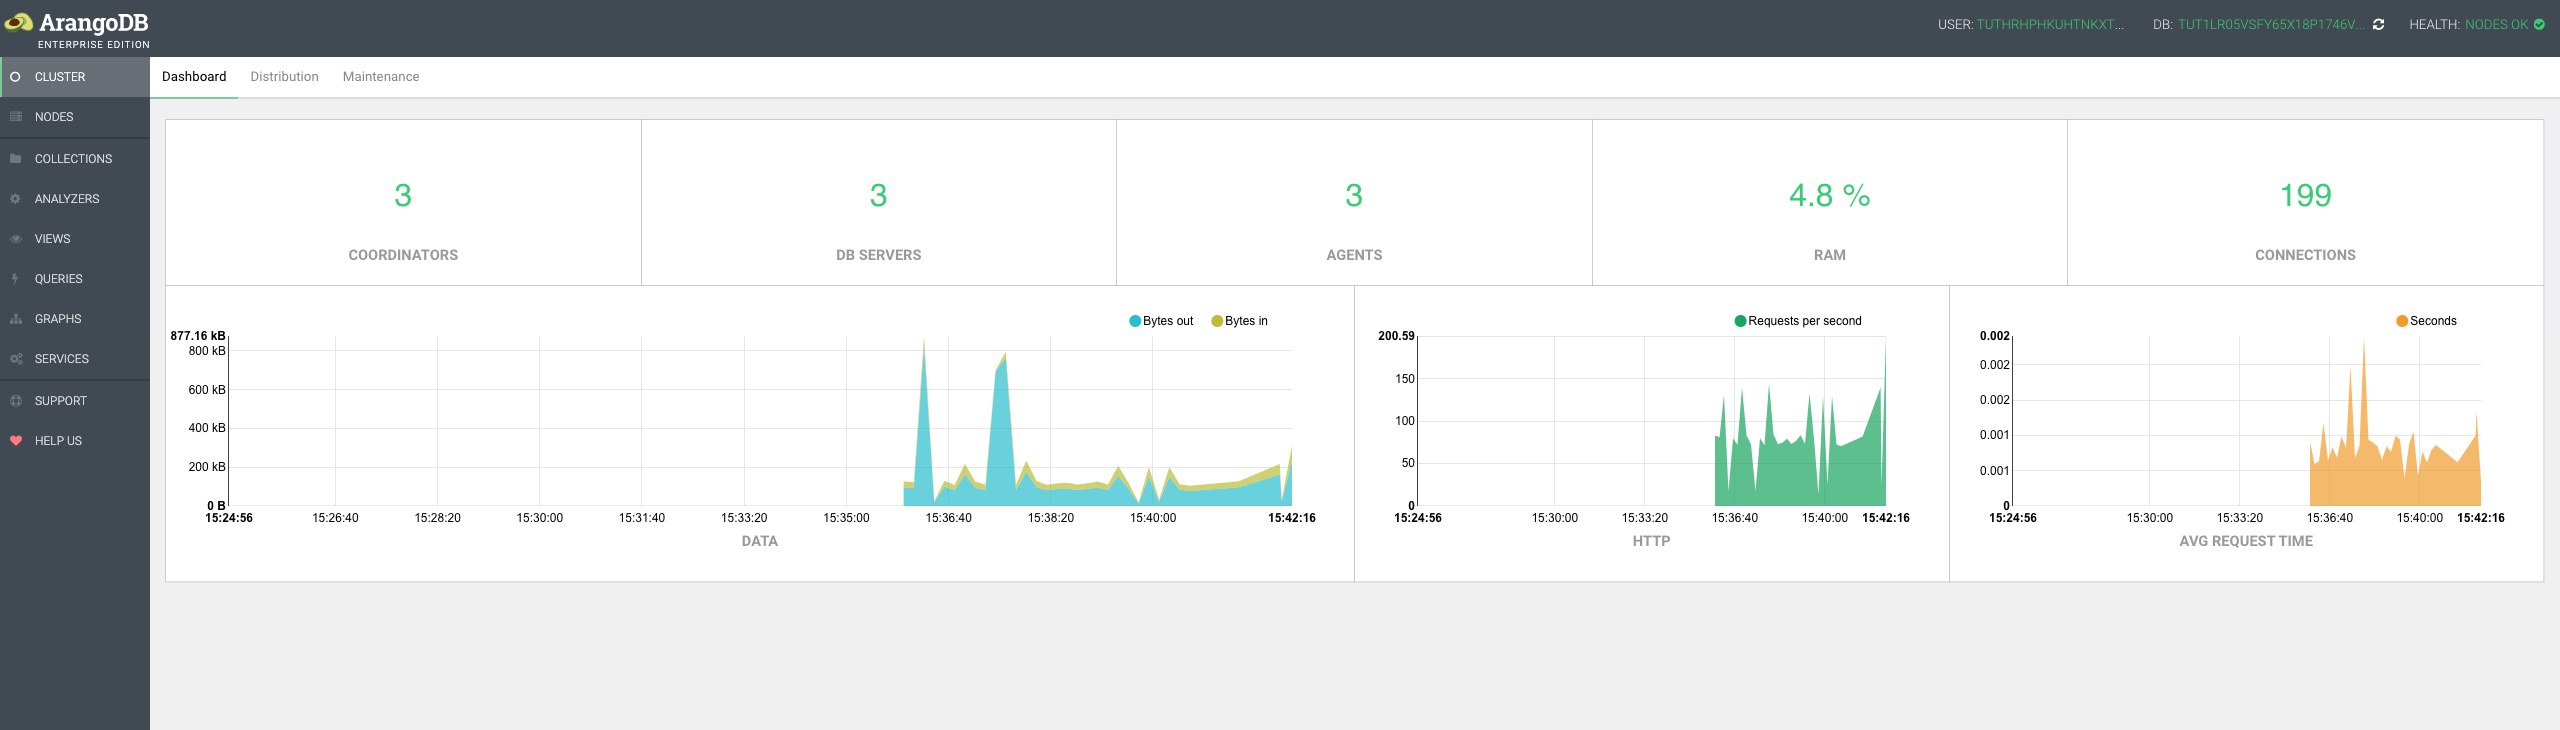 ArangoDB
ENTERPRISE EDITION
USER: TUTHRHPHKUHTNKXT... DB: TUT1LR05VSFY65X18P1746V... HEALTH: NODES OK
CLUSTER
NODES
COLLECTIONS
ANALYZERS
VIEWS
QUERIES
GRAPHS
SERVICES
SUPPORT
HELP US
Dashboard Distribution Maintenance
3 3 3 4.8 % 199
COORDINATORS DB SERVERS AGENTS RAM CONNECTIONS
Bytes out Bytes in
877.16 kB
800 kB
600 kB
400 kB
200 kB
0 B
15:24:56 15:26:40 15:28:20 15:30:00 15:31:40 15:33:20 15:35:00 15:36:40 15:38:20 15:40:00 15:42:16
DATA
Requests per second
200.59
150
100
50
0
15:24:56 15:30:00 15:33:20 15:36:40 15:40:00 15:42:16
HTTP
Seconds
0.002
0.002
0.002
0.001
0.001
0
15:24:56 15:30:00 15:33:20 15:36:40 15:40:00 15:42:16
AVG REQUEST TIME